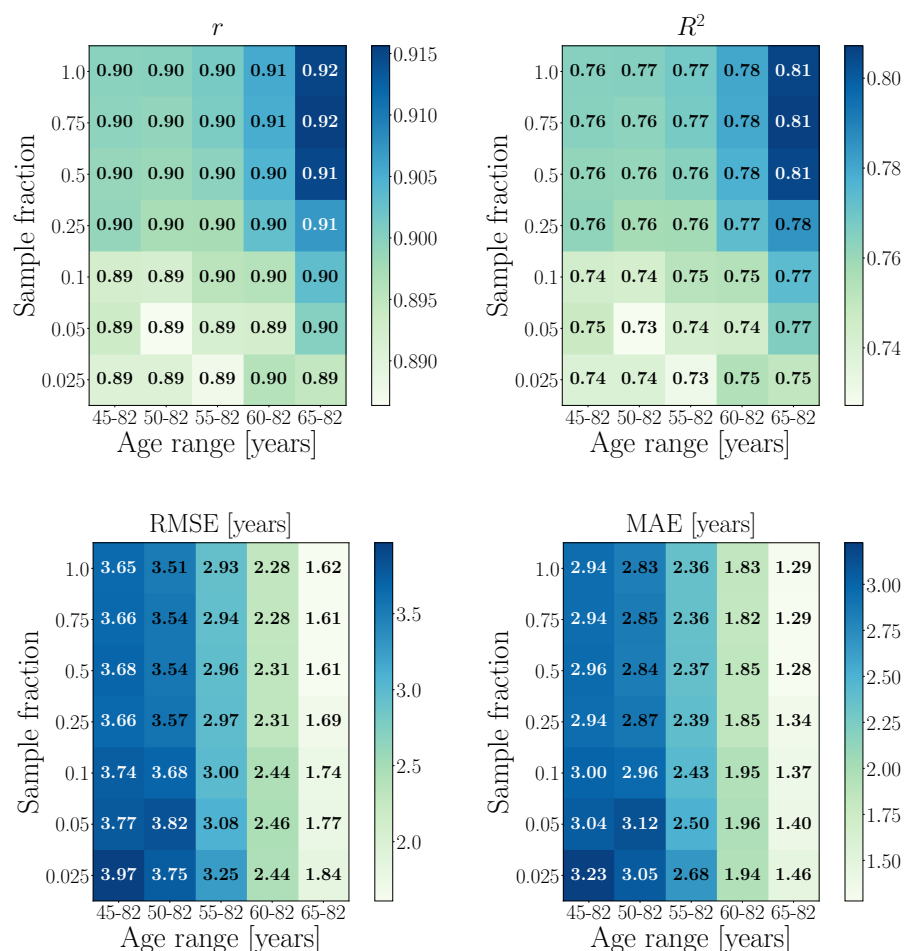 r
Sample fraction
1.0 0.90 0.90 0.90 0.91 0.92
0.75 0.90 0.90 0.90 0.91 0.92
0.5 0.90 0.90 0.90 0.90 0.91
0.25 0.90 0.90 0.90 0.90 0.91
0.1 0.89 0.89 0.90 0.90 0.90
0.05 0.89 0.89 0.89 0.89 0.90
0.025 0.89 0.89 0.89 0.90 0.89
45-82 50-82 55-82 60-82 65-82
Age range [years]
0.915
0.910
0.905
0.900
0.895
0.890
R²
Sample fraction
1.0 0.76 0.77 0.77 0.78 0.81
0.75 0.76 0.76 0.77 0.78 0.81
0.5 0.76 0.76 0.76 0.78 0.81
0.25 0.76 0.76 0.76 0.77 0.78
0.1 0.74 0.74 0.75 0.75 0.77
0.05 0.75 0.73 0.74 0.74 0.77
0.025 0.74 0.74 0.73 0.75 0.75
45-82 50-82 55-82 60-82 65-82
Age range [years]
0.80
0.78
0.76
0.74
RMSE [years]
Sample fraction
1.0 3.65 3.51 2.93 2.28 1.62
0.75 3.66 3.54 2.94 2.28 1.61
0.5 3.68 3.54 2.96 2.31 1.61
0.25 3.66 3.57 2.97 2.31 1.69
0.1 3.74 3.68 3.00 2.44 1.74
0.05 3.77 3.82 3.08 2.46 1.77
0.025 3.97 3.75 3.25 2.44 1.84
45-82 50-82 55-82 60-82 65-82
Age range [years]
3.5
3.0
2.5
2.0
MAE [years]
Sample fraction
1.0 2.94 2.83 2.36 1.83 1.29
0.75 2.94 2.85 2.36 1.82 1.29
0.5 2.96 2.84 2.37 1.85 1.28
0.25 2.94 2.87 2.39 1.85 1.34
0.1 3.00 2.96 2.43 1.95 1.37
0.05 3.04 3.12 2.50 1.96 1.40
0.025 3.23 3.05 2.68 1.94 1.46
45-82 50-82 55-82 60-82 65-82
Age range [years]
3.00
2.75
2.50
2.25
2.00
1.75
1.50